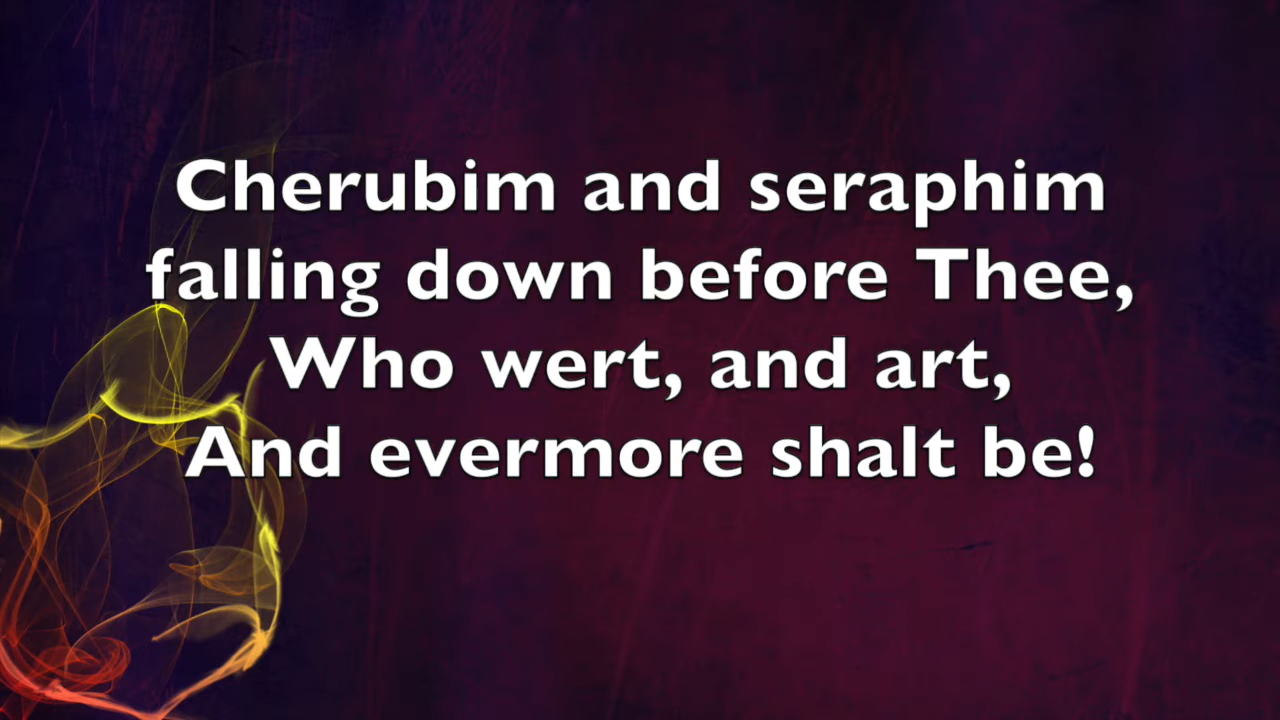 Cherubim and seraphim
falling down before Thee,
Who wert, and art,
And evermore shalt be!